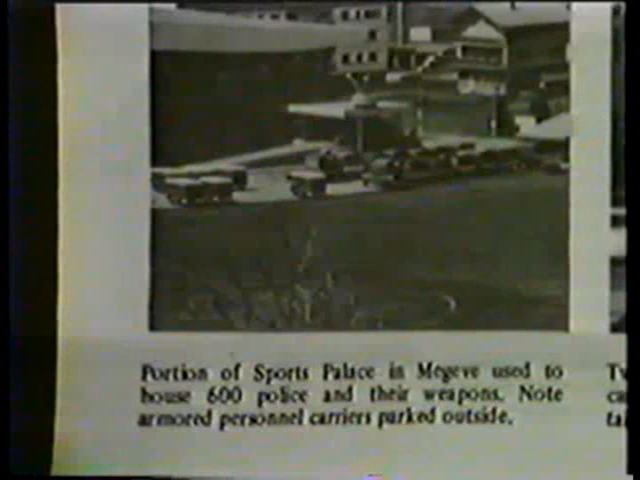 Portion of Sports Palace in Megeve used to
house 600 police and their weapons. Note
armored personnel carriers parked outside.